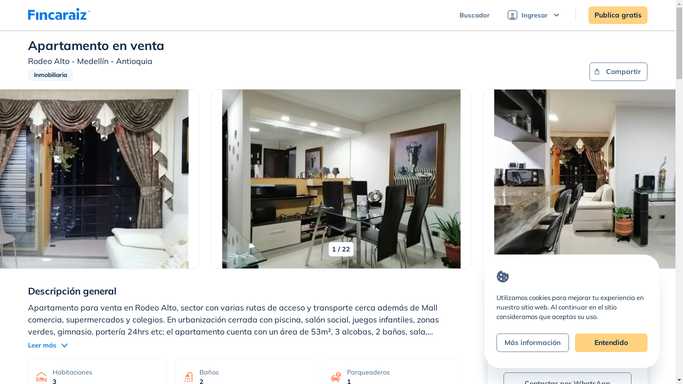 Fincaraiz
Buscador
Ingresar
Publica gratis
Apartamento en venta
Rodeo Alto - Medellín - Antioquia
Inmobiliaria
Compartir
1 / 22
Descripción general
Apartamento para venta en Rodeo Alto, sector con varias rutas de acceso y transporte cerca además de Mall
comercio, supermercados y colegios. En urbanización cerrada con piscina, salón social, juegos infantiles, zonas
verdes, gimnasio, portería 24hrs etc; el apartamento cuenta con un área de 53m², 3 alcobas, 2 baños, sala,...
Leer más
Habitaciones
3
Baños
2
Parqueaderos
1
Utilizamos cookies para mejorar tu experiencia en
nuestro sitio web. Al continuar en el sitio
consideramos que aceptas su uso.
Más información
Entendido
Contactar por WhatsApp